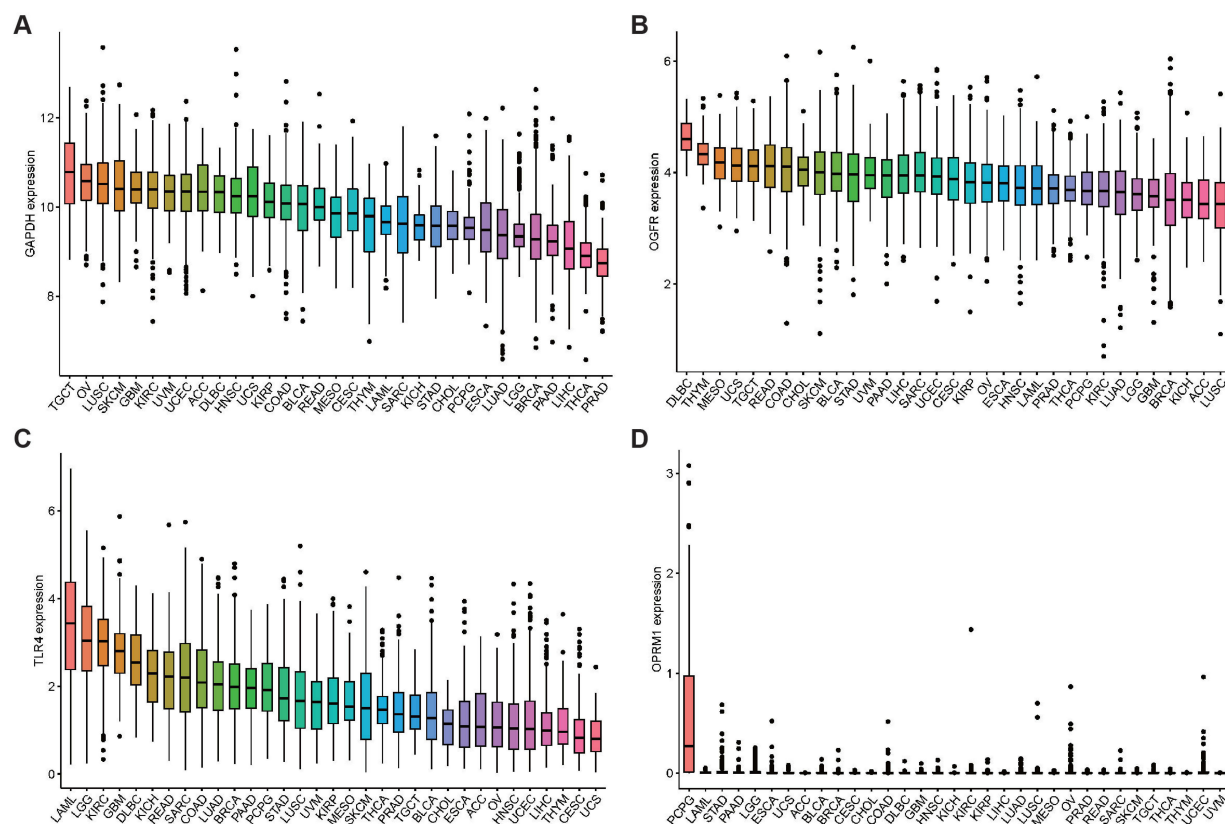 A
B
GAPDH expression
12
10
8
TGCT OV LUSC SKCM GBM KIRC UVM UCEC ACC DLBC HNSC UCS KIRP COAD BLCA READ MESO CESC THYM LAML SARC KICH STAD CHOL PCPG ESCA LUAD LGG BRCA PAAD LIHC THCA PRAD
OGFR expression
6
4
2
DLBC THYM MESO UCS TGCT READ COAD CHOL SKCM BLCA STAD UVM PAAD LIHC SARC UCEC CESC KIRP OV ESCA HNSC LAML PRAD THCA PCPG KIRC LUAD LGG GBM BRCA KICH ACC LUSC
C
D
TLR4 expression
6
4
2
0
LAML LGG KIRC GBM DLBC KICH READ SARC COAD LUAD BRCA PAAD PCPG STAD LUSC UVM KIRP MESO SKCM THCA PRAD TGCT BLCA CHOL ESCA ACC OV HNSC UCEC LIHC THYM CESC UCS
OPRM1 expression
3
2
1
0
PCPG LAML STAD PAAD LGG ESCA UCS ACC BLCA BRCA CESC CHOL COAD DLBC GBM HNSC KICH KIRC KIRP LIHC LUAD LUSC MESO OV PRAD READ SARC SKCM TGCT THCA THYM UCEC UVM